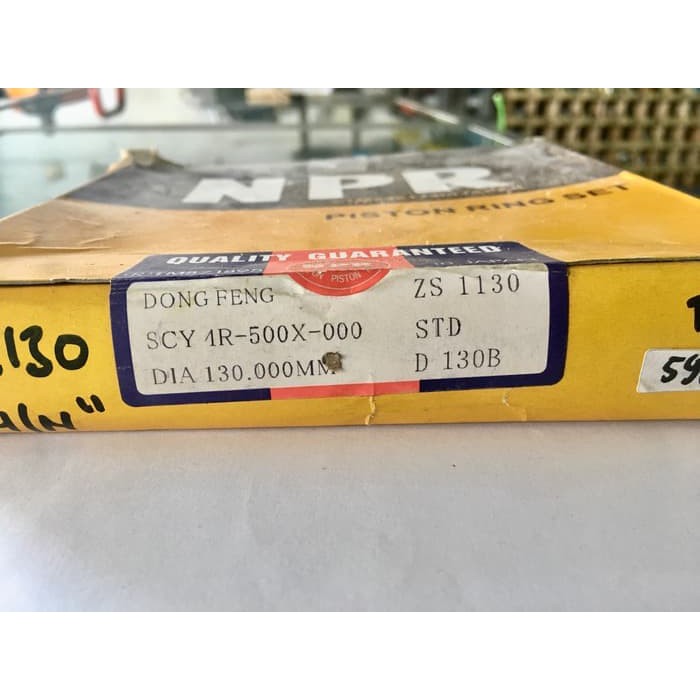 NPR
PISTON RING SET
QUALITY GUARANTEED
PISTON
DONG FENG ZS 1130
SCY 1R-500X-000 STD
DIA 130.000MM D 130B
130
59